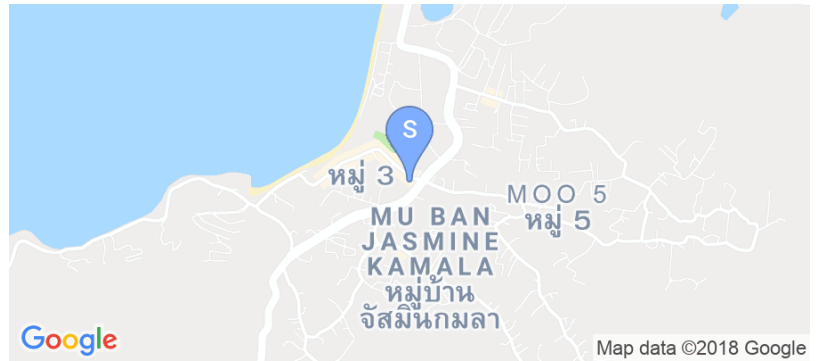 S
หมู่ 3
MOO 5
หมู่ 5
MU BAN
JASMINE
KAMALA
หมู่บ้าน
จัสมินกมลา
Google
Map data ©2018 Google